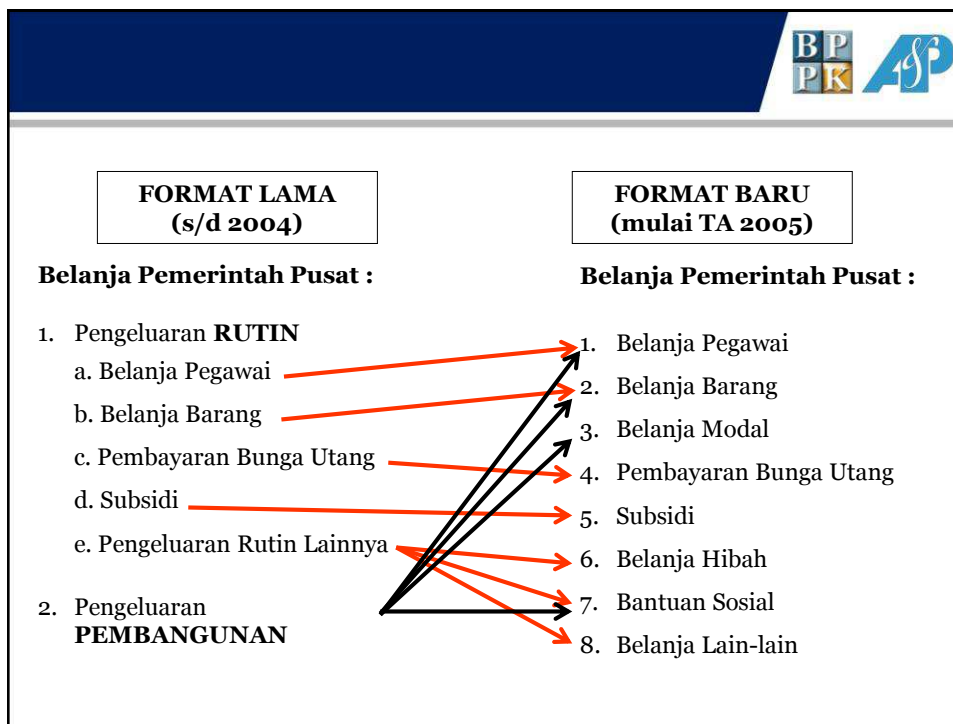 B P
P K
A&P
FORMAT LAMA
(s/d 2004)
Belanja Pemerintah Pusat :
1. Pengeluaran RUTIN
a. Belanja Pegawai
b. Belanja Barang
c. Pembayaran Bunga Utang
d. Subsidi
e. Pengeluaran Rutin Lainnya
2. Pengeluaran
PEMBANGUNAN
FORMAT BARU
(mulai TA 2005)
Belanja Pemerintah Pusat :
1. Belanja Pegawai
2. Belanja Barang
3. Belanja Modal
4. Pembayaran Bunga Utang
5. Subsidi
6. Belanja Hibah
7. Bantuan Sosial
8. Belanja Lain-lain